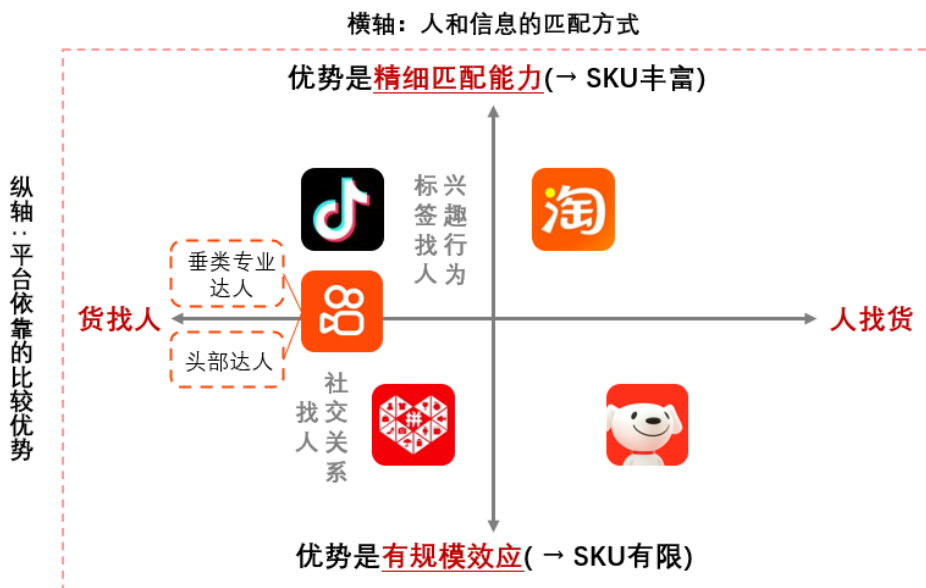 横轴：人和信息的匹配方式
优势是精细匹配能力(→ SKU丰富)
纵轴：平台依靠的比较优势
兴趣行为
标签找人
淘
垂类专业
达人
货找人
人找货
头部达人
社交关系
找人
拼
优势是有规模效应( → SKU有限)